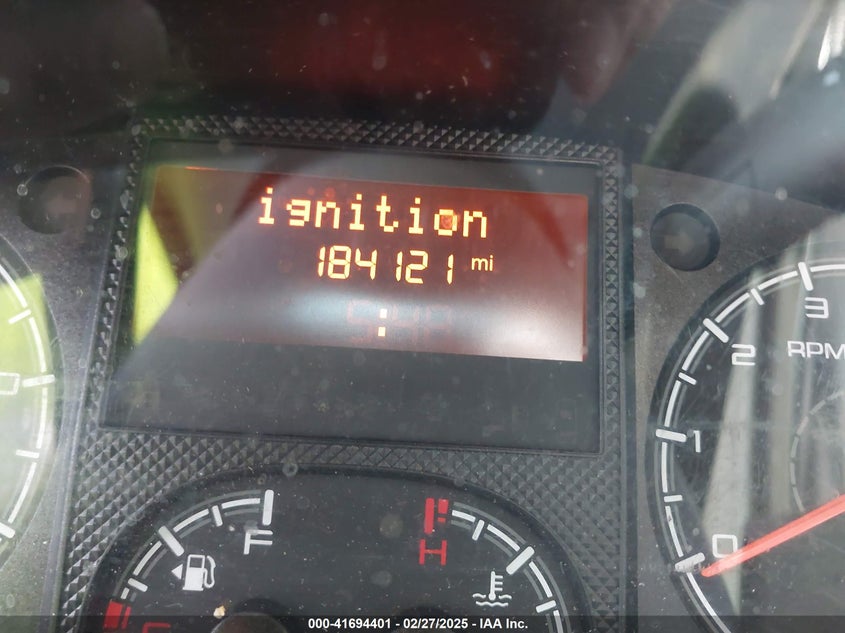 ignition
184121 mi
:
3
2
RPM
1
0
F
H
000-41694401 - 02/27/2025 - IAA Inc.